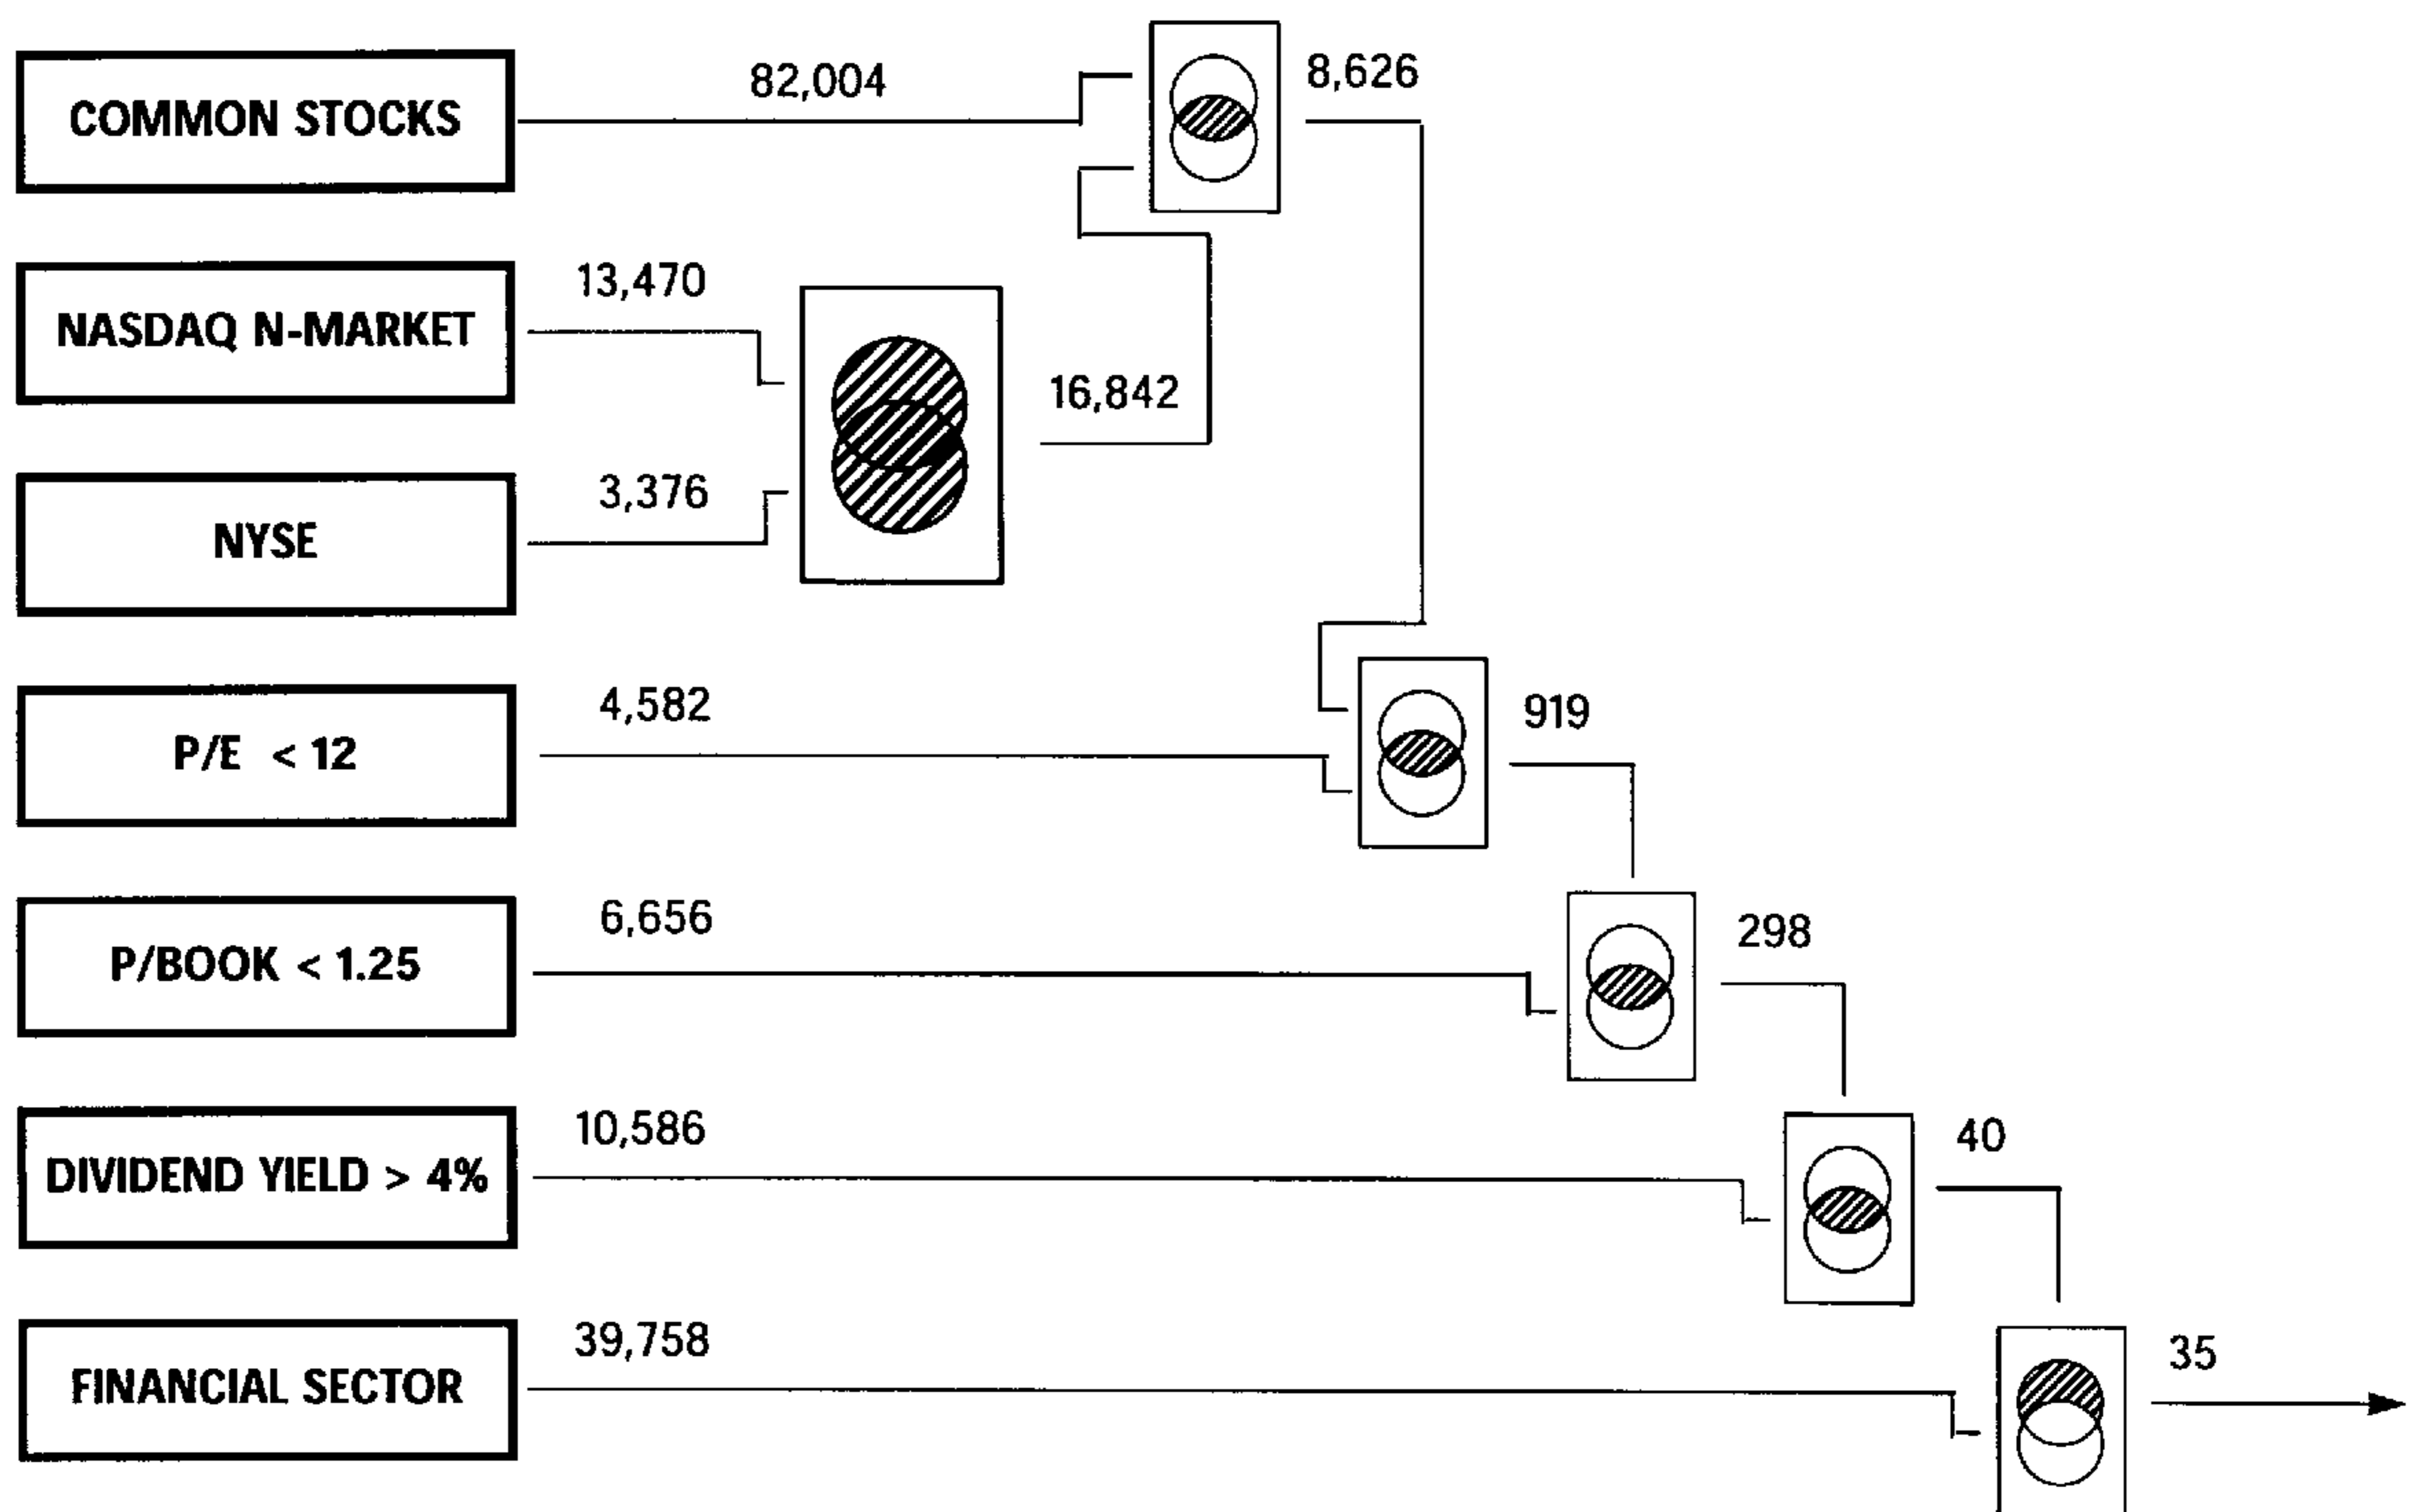 COMMON STOCKS
82,004
8,626
NASDAQ N-MARKET
13,470
16,842
NYSE
3,376
P/E < 12
4,582
919
P/BOOK < 1.25
6,656
298
DIVIDEND YIELD > 4%
10,586
40
FINANCIAL SECTOR
39,758
35